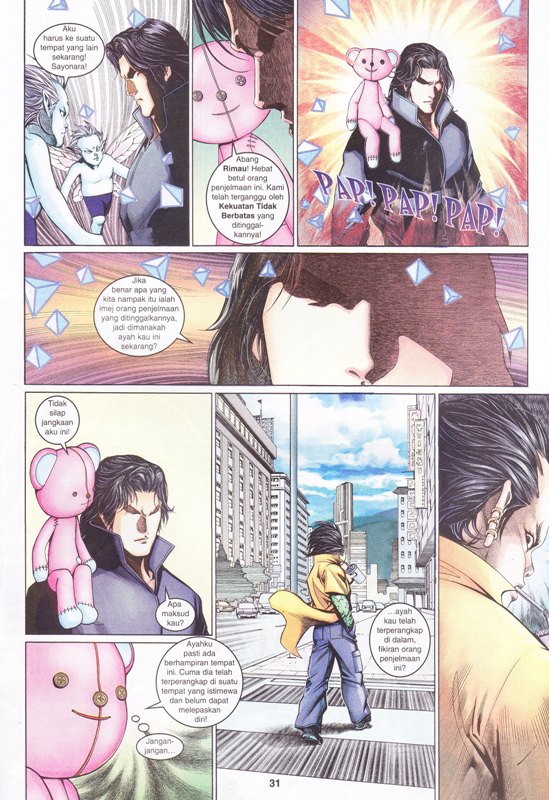 Aku
harus ke suatu
tempat yang lain
sekarang!
Sayonara!
Abang
Rimau! Hebat
betul orang
penjelmaan ini. Kami
telah terganggu oleh
Kekuatan Tidak
Berbatas yang
ditinggal-
kannya!
PAP! PAP! PAP!
Jika
benar apa yang
kita nampak itu ialah
imej orang penjelmaan
yang ditinggalkannya,
jadi dimanakah
ayah kau ini
sekarang?
Tidak
silap
jangkaan
aku ini!
Apa
maksud
kau?
Ayahku
pasti ada
berhampiran tempat
ini. Cuma dia telah
terperangkap di suatu
tempat yang istimewa
dan belum dapat
melepaskan
diri!
Jangan-
jangan...
...ayah
kau telah
terperangkap
di dalam,
fikiran orang
penjelmaan
ini?
31